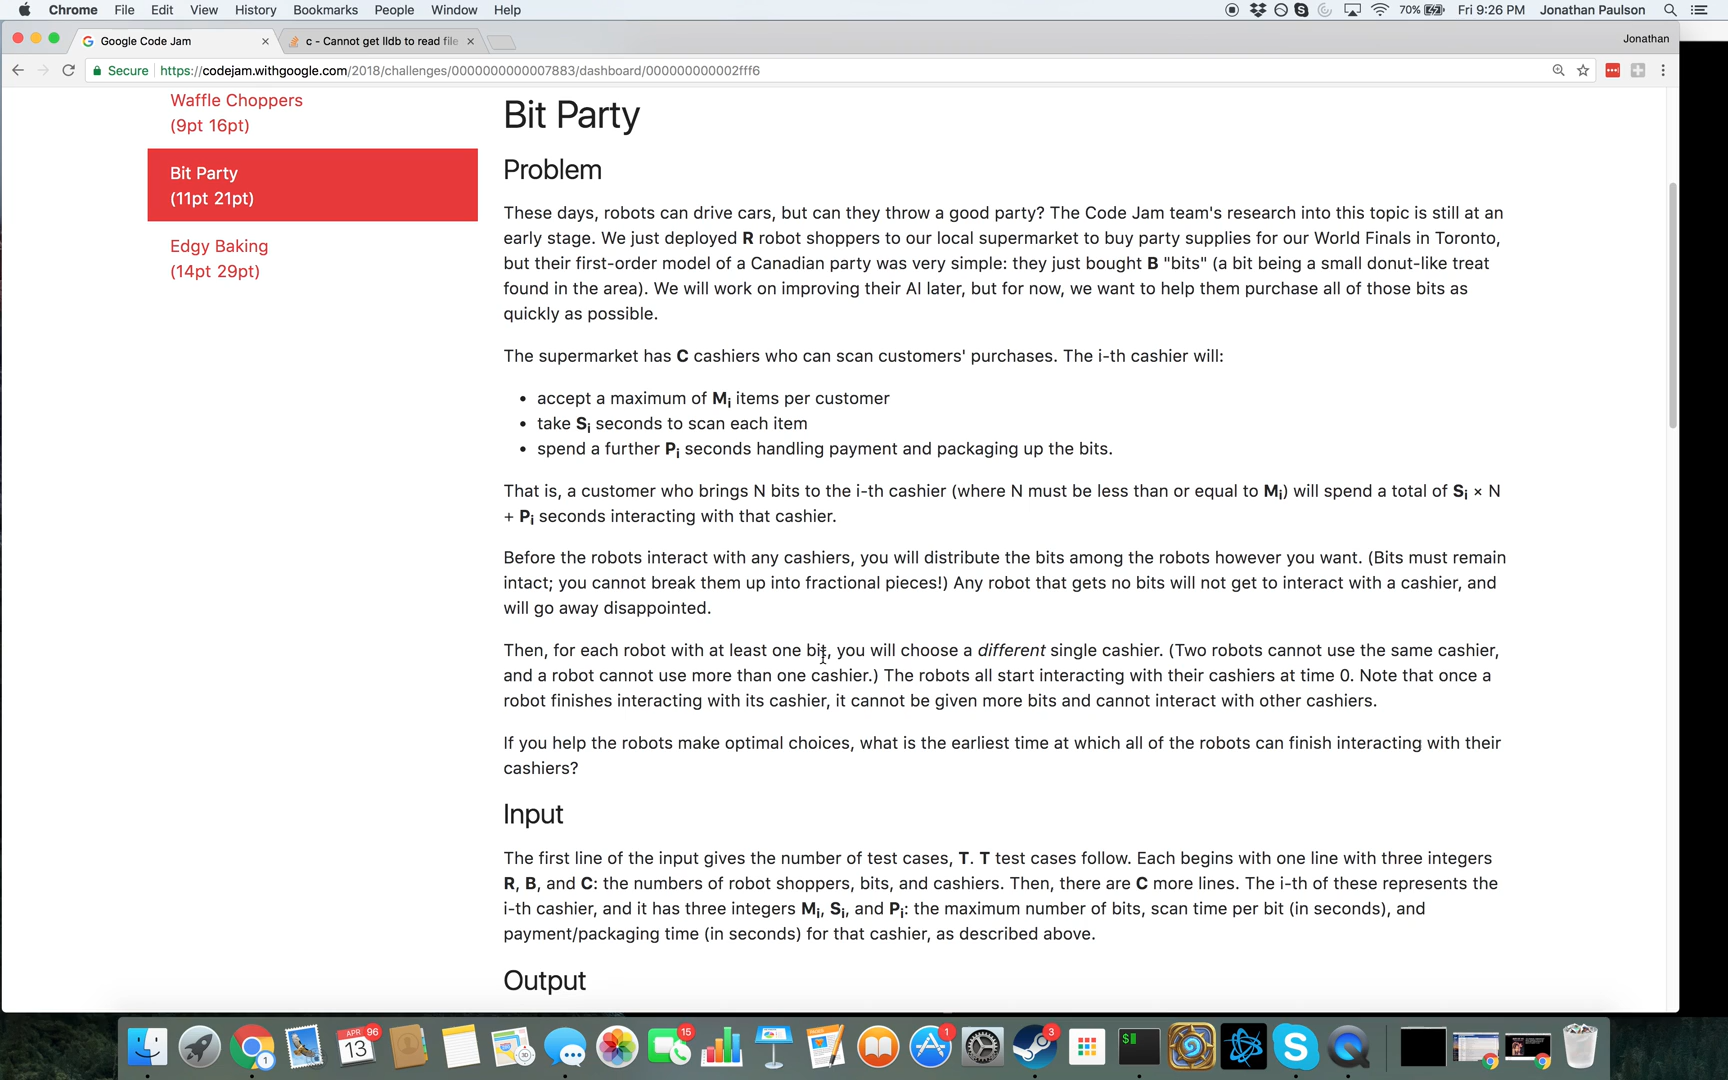 Chrome File Edit View History Bookmarks People Window Help 70% Fri 9:26 PM Jonathan Paulson
Google Code Jam × c - Cannot get lldb to read file × Jonathan
Secure https://codejam.withgoogle.com/2018/challenges/0000000000007883/dashboard/000000000002fff6
Waffle Choppers
(9pt 16pt)
Bit Party
(11pt 21pt)
Edgy Baking
(14pt 29pt)
Bit Party
Problem
These days, robots can drive cars, but can they throw a good party? The Code Jam team's research into this topic is still at an
early stage. We just deployed R robot shoppers to our local supermarket to buy party supplies for our World Finals in Toronto,
but their first-order model of a Canadian party was very simple: they just bought B "bits" (a bit being a small donut-like treat
found in the area). We will work on improving their AI later, but for now, we want to help them purchase all of those bits as
quickly as possible.
The supermarket has C cashiers who can scan customers' purchases. The i-th cashier will:
• accept a maximum of Mi items per customer
• take Si seconds to scan each item
• spend a further Pi seconds handling payment and packaging up the bits.
That is, a customer who brings N bits to the i-th cashier (where N must be less than or equal to Mi) will spend a total of Si × N
+ Pi seconds interacting with that cashier.
Before the robots interact with any cashiers, you will distribute the bits among the robots however you want. (Bits must remain
intact; you cannot break them up into fractional pieces!) Any robot that gets no bits will not get to interact with a cashier, and
will go away disappointed.
Then, for each robot with at least one bit, you will choose a different single cashier. (Two robots cannot use the same cashier,
and a robot cannot use more than one cashier.) The robots all start interacting with their cashiers at time 0. Note that once a
robot finishes interacting with its cashier, it cannot be given more bits and cannot interact with other cashiers.
If you help the robots make optimal choices, what is the earliest time at which all of the robots can finish interacting with their
cashiers?
Input
The first line of the input gives the number of test cases, T. T test cases follow. Each begins with one line with three integers
R, B, and C: the numbers of robot shoppers, bits, and cashiers. Then, there are C more lines. The i-th of these represents the
i-th cashier, and it has three integers Mi, Si, and Pi: the maximum number of bits, scan time per bit (in seconds), and
payment/packaging time (in seconds) for that cashier, as described above.
Output
1 APR 96 13 15 1 3 $